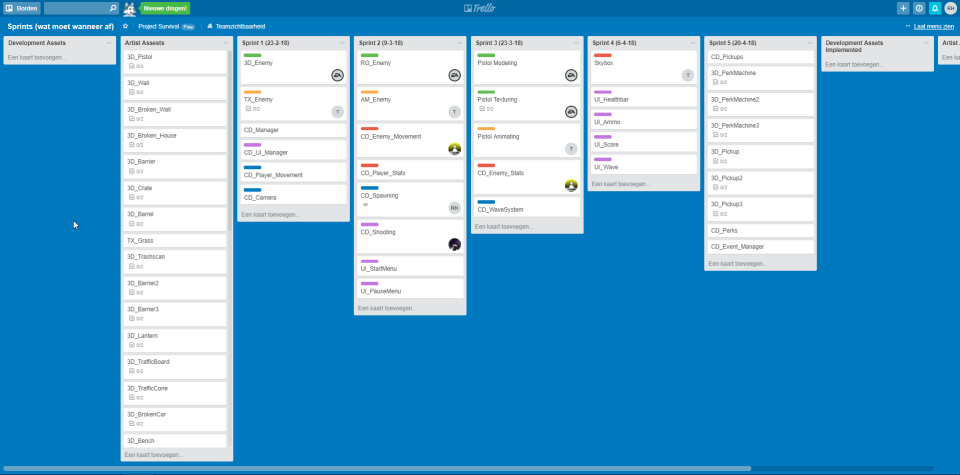 Borden
Nieuwe dingen!
Trello
RH
Sprints (wat moet wanneer af)
Project Survival
Free
Teamzichtbaarheid
Laat menu zien
Development Assets
Een kaart toevoegen...
Artist Assests
3D_Pistol
0/3
3D_Wall
0/2
3D_Broken_Wall
0/2
3D_Broken_House
0/2
3D_Barrier
0/2
3D_Crate
0/2
3D_Barrel
0/2
TX_Grass
3D_Trashscan
0/2
3D_Barrier2
0/2
3D_Barrier3
0/2
3D_Lantern
0/2
3D_TrafficBoard
0/2
3D_TrafficCone
0/2
3D_BrokenCar
0/2
3D_Bench
Een kaart toevoegen...
Sprint 1 (23-2-18)
3D_Enemy
TX_Enemy
0/2
T
CD_Manager
CD_UI_Manager
CD_Player_Movement
CD_Camera
Een kaart toevoegen...
Sprint 2 (9-3-18)
RG_Enemy
AM_Enemy
T
CD_Enemy_Movement
CD_Player_Stats
CD_Spawning
RH
CD_Shooting
UI_StartMenu
UI_PauseMenu
Een kaart toevoegen...
Sprint 3 (23-3-18)
Pistol Modeling
Pistol Texturing
0/2
Pistol Animating
T
CD_Enemy_Stats
CD_WaveSystem
Een kaart toevoegen...
Sprint 4 (6-4-18)
Skybox
T
UI_Healthbar
UI_Ammo
UI_Score
UI_Wave
Een kaart toevoegen...
Sprint 5 (20-4-18)
CD_Pickups
3D_PerkMachine
0/2
3D_PerkMachine2
0/2
3D_PerkMachine3
0/2
3D_Pickup
0/2
3D_Pickup2
0/2
3D_Pickup3
0/2
CD_Perks
CD_Event_Manager
Een kaart toevoegen...
Development Assets
Implemented
Een kaart toevoegen...
Artist A
Een ka